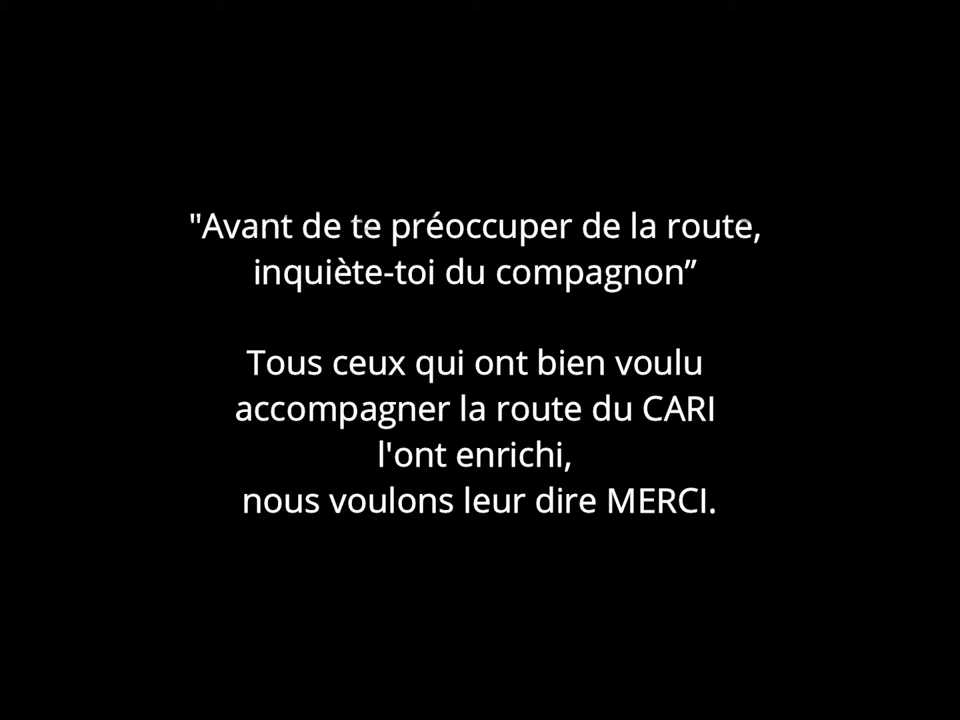 "Avant de te préoccuper de la route,
inquiète-toi du compagnon”
Tous ceux qui ont bien voulu
accompagner la route du CARI
l'ont enrichi,
nous voulons leur dire MERCI.